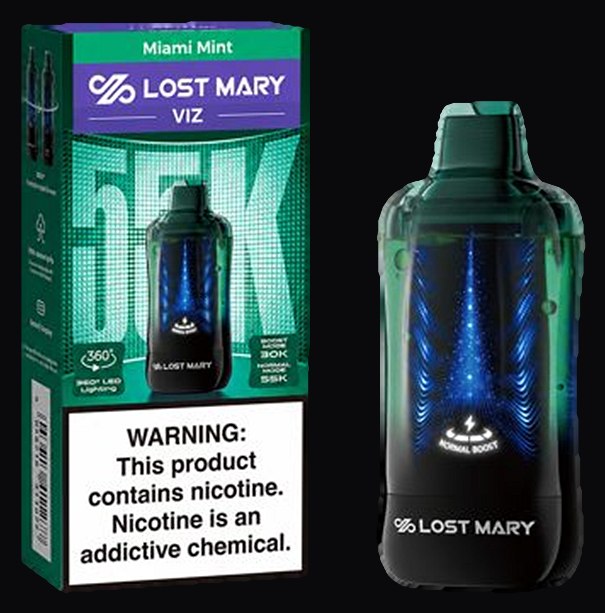 Miami Mint
LOST MARY
VIZ
55K
LOST MARY
360°
360° LED
Lighting
BOOST
MODE
30K
NORMAL
MODE
55K
WARNING:
This product
contains nicotine.
Nicotine is an
addictive chemical.
NORMAL BOOST
LOST MARY